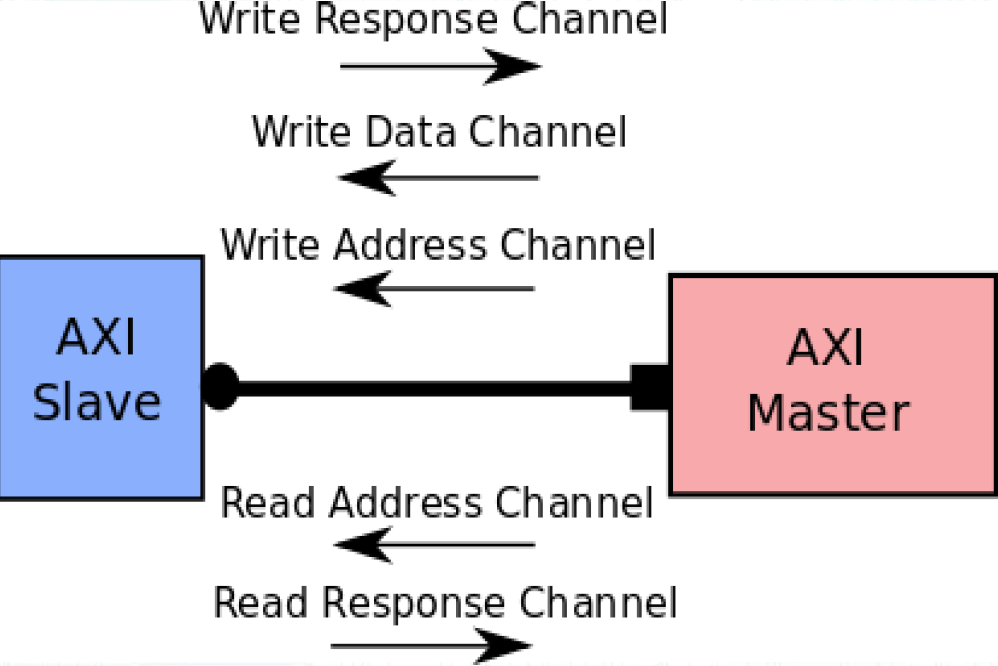 Write Response Channel
Write Data Channel
Write Address Channel
AXI
Slave
AXI
Master
Read Address Channel
Read Response Channel